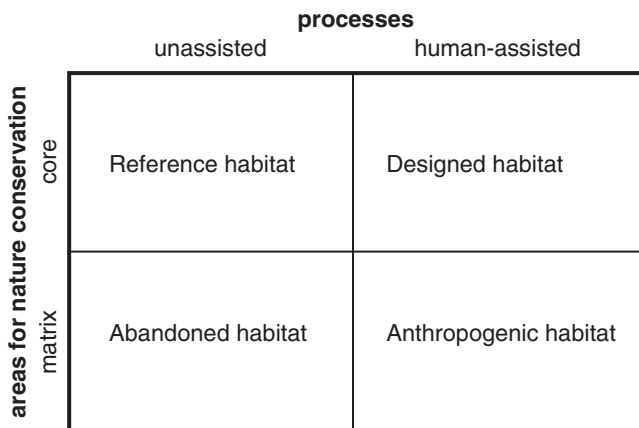 processes
unassisted human-assisted
areas for nature conservation
core
Reference habitat Designed habitat
matrix
Abandoned habitat Anthropogenic habitat